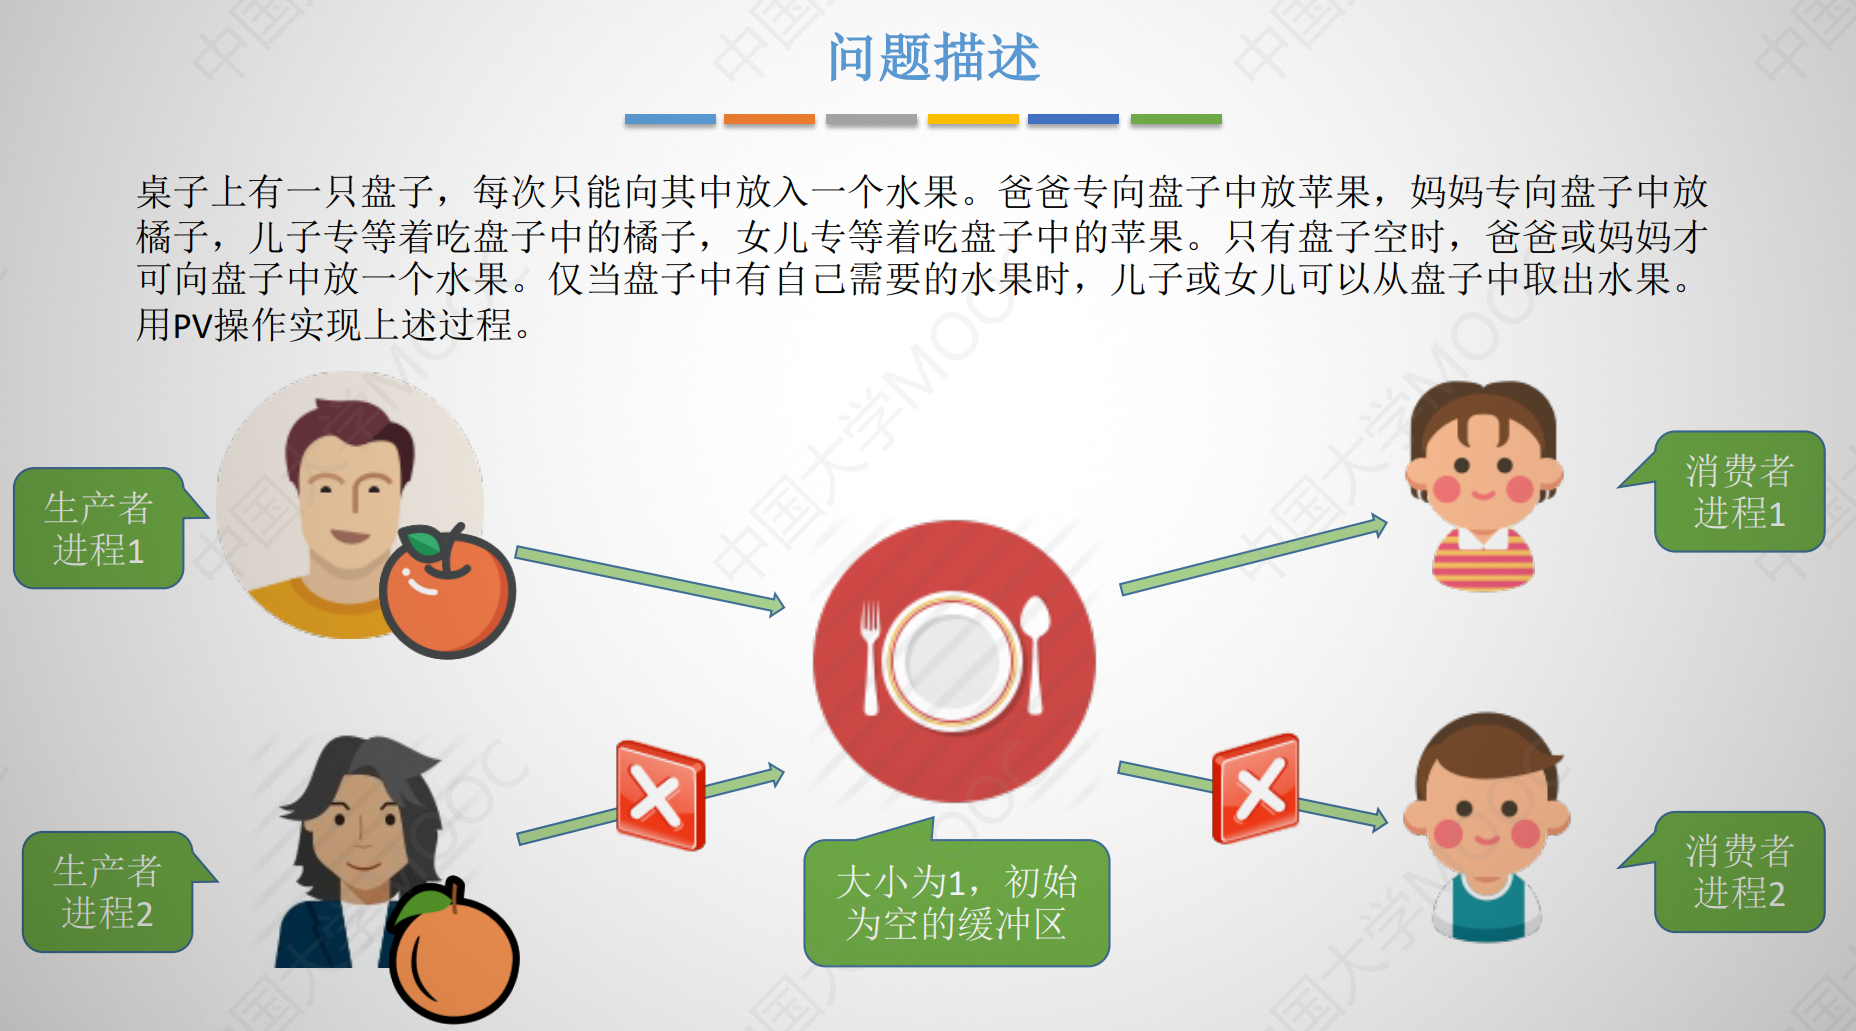 问题描述
桌子上有一只盘子，每次只能向其中放入一个水果。爸爸专向盘子中放苹果，妈妈专向盘子中放
橘子，儿子专等着吃盘子中的橘子，女儿专等着吃盘子中的苹果。只有盘子空时，爸爸或妈妈才
可向盘子中放一个水果。仅当盘子中有自己需要的水果时，儿子或女儿可以从盘子中取出水果。
用PV操作实现上述过程。
生产者
进程1
消费者
进程1
生产者
进程2
大小为1，初始
为空的缓冲区
消费者
进程2
中国大学MOOC